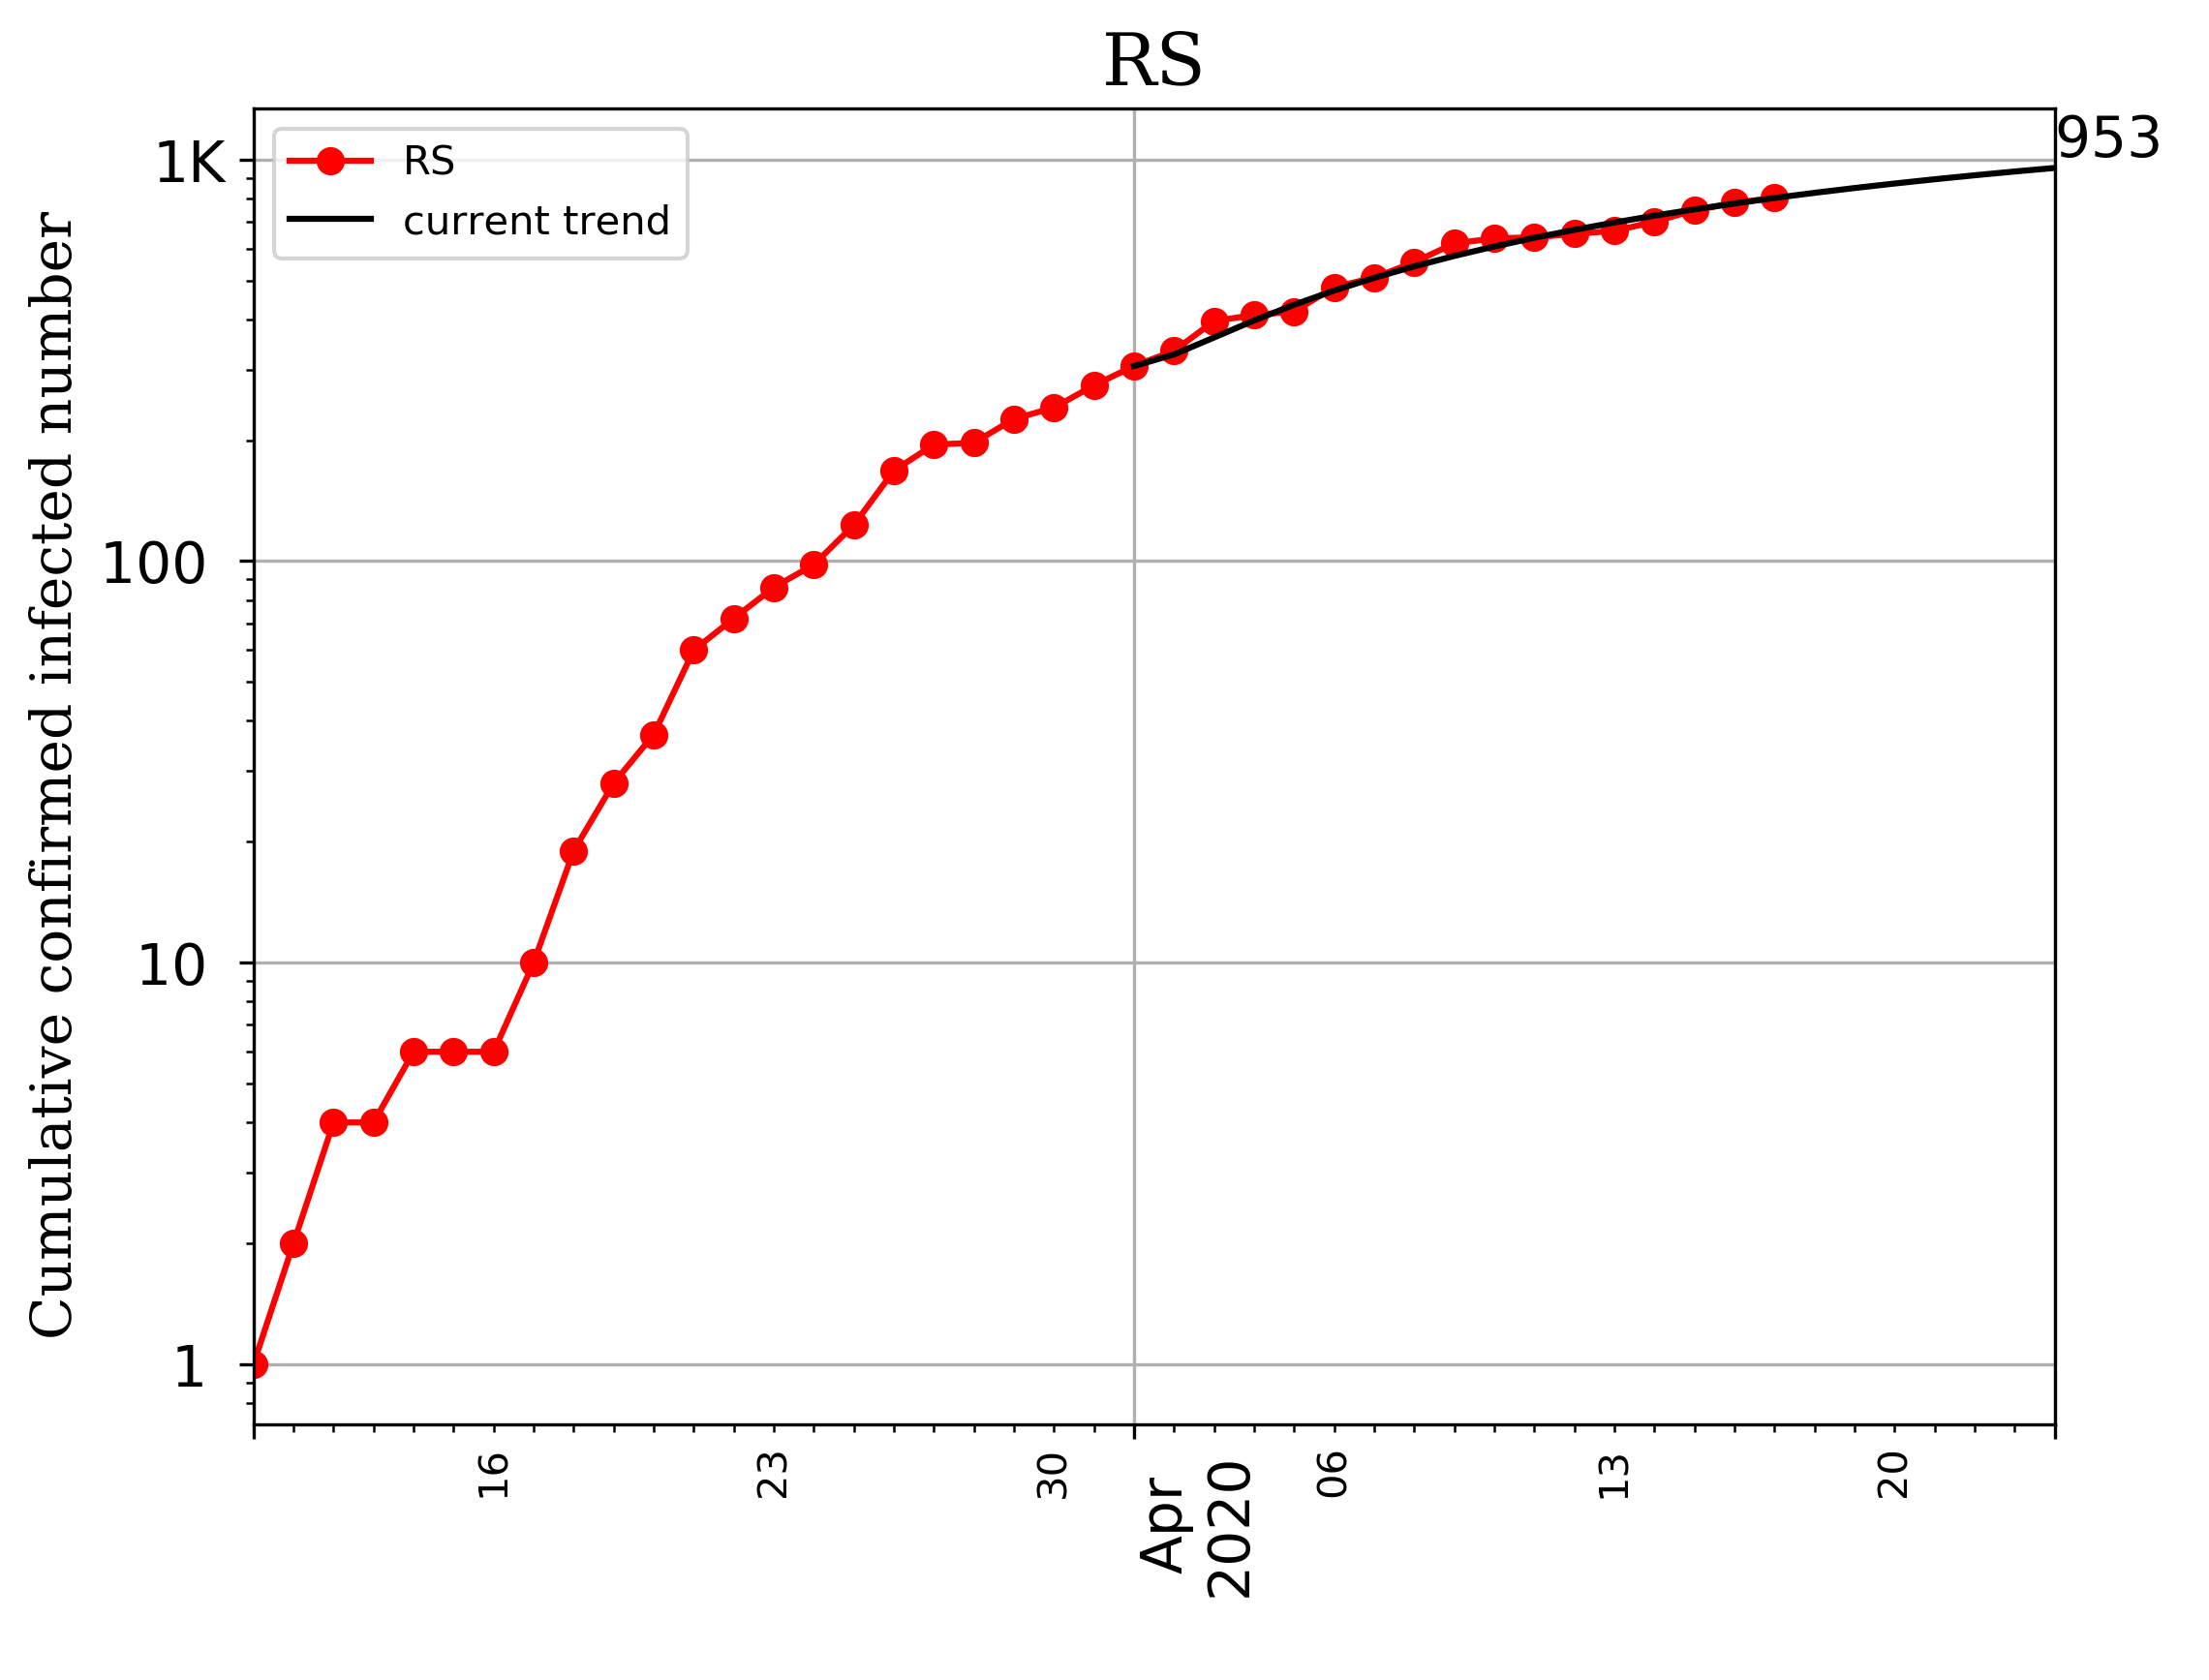 RS
953
RS
current trend
Cumulative confirmed infected number
1K
100
10
1
16
23
30
Apr
2020
06
13
20